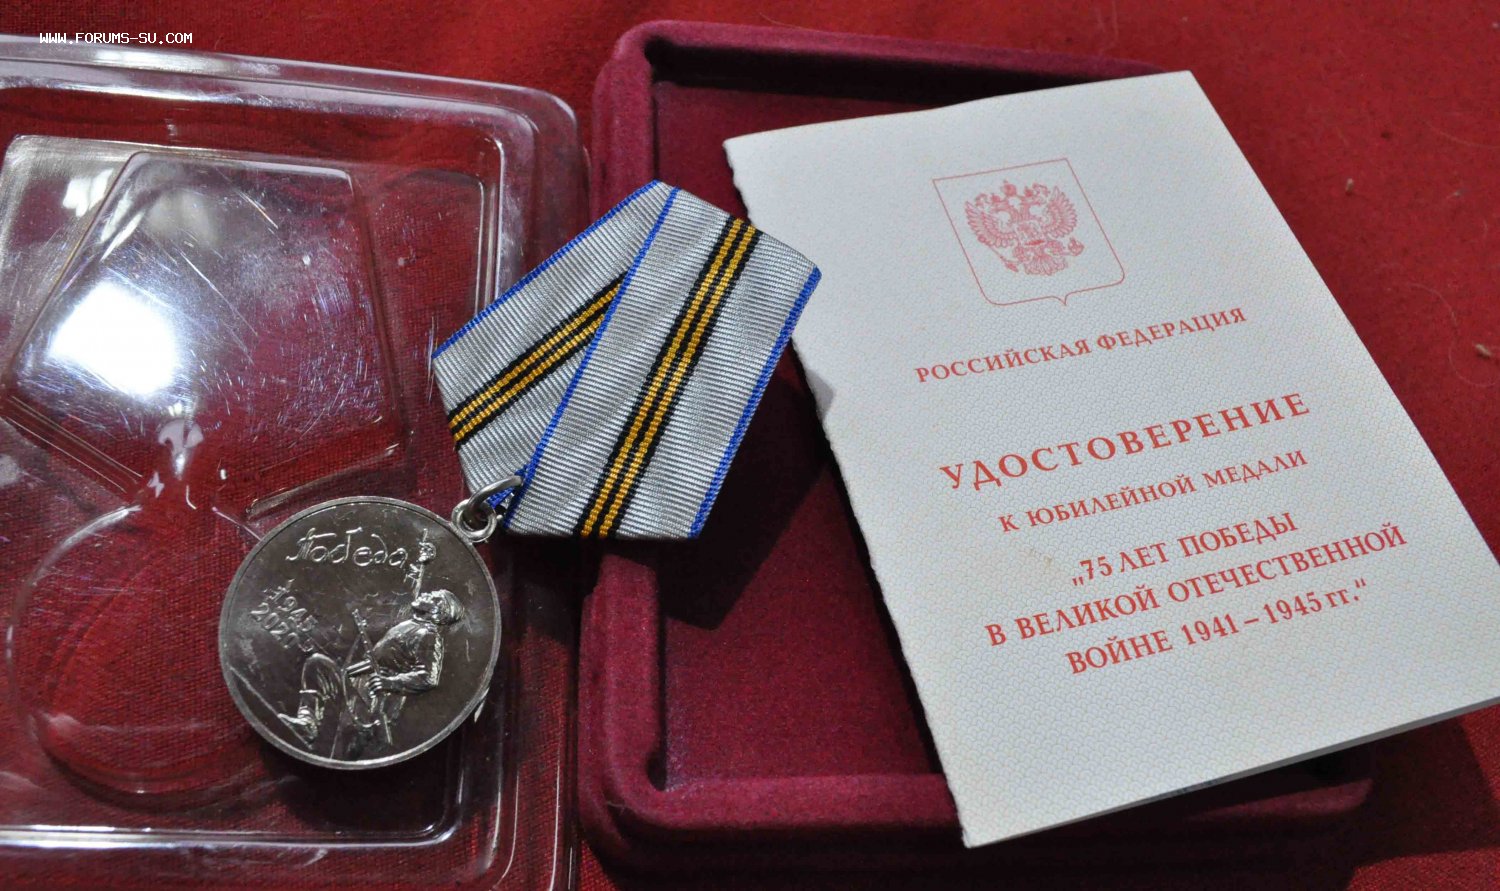 WWW.FORUMS-SU.COM
Победа
1945
2020
РОССИЙСКАЯ ФЕДЕРАЦИЯ
УДОСТОВЕРЕНИЕ
К ЮБИЛЕЙНОЙ МЕДАЛИ
„75 ЛЕТ ПОБЕДЫ
В ВЕЛИКОЙ ОТЕЧЕСТВЕННОЙ
ВОЙНЕ 1941 – 1945 гг.“